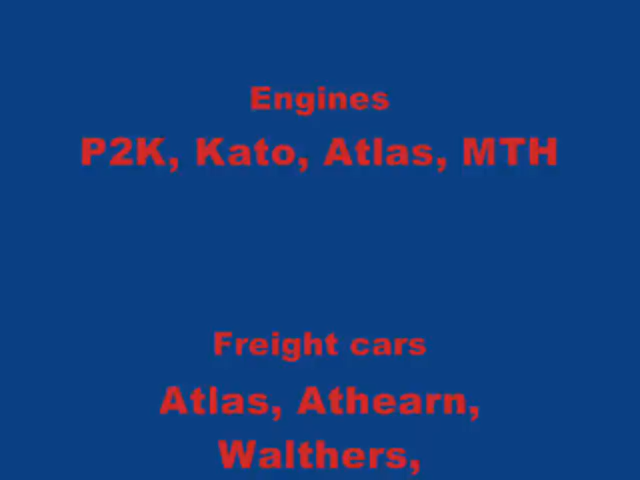 Engines
P2K, Kato, Atlas, MTH
Freight cars
Atlas, Athearn,
Walthers,